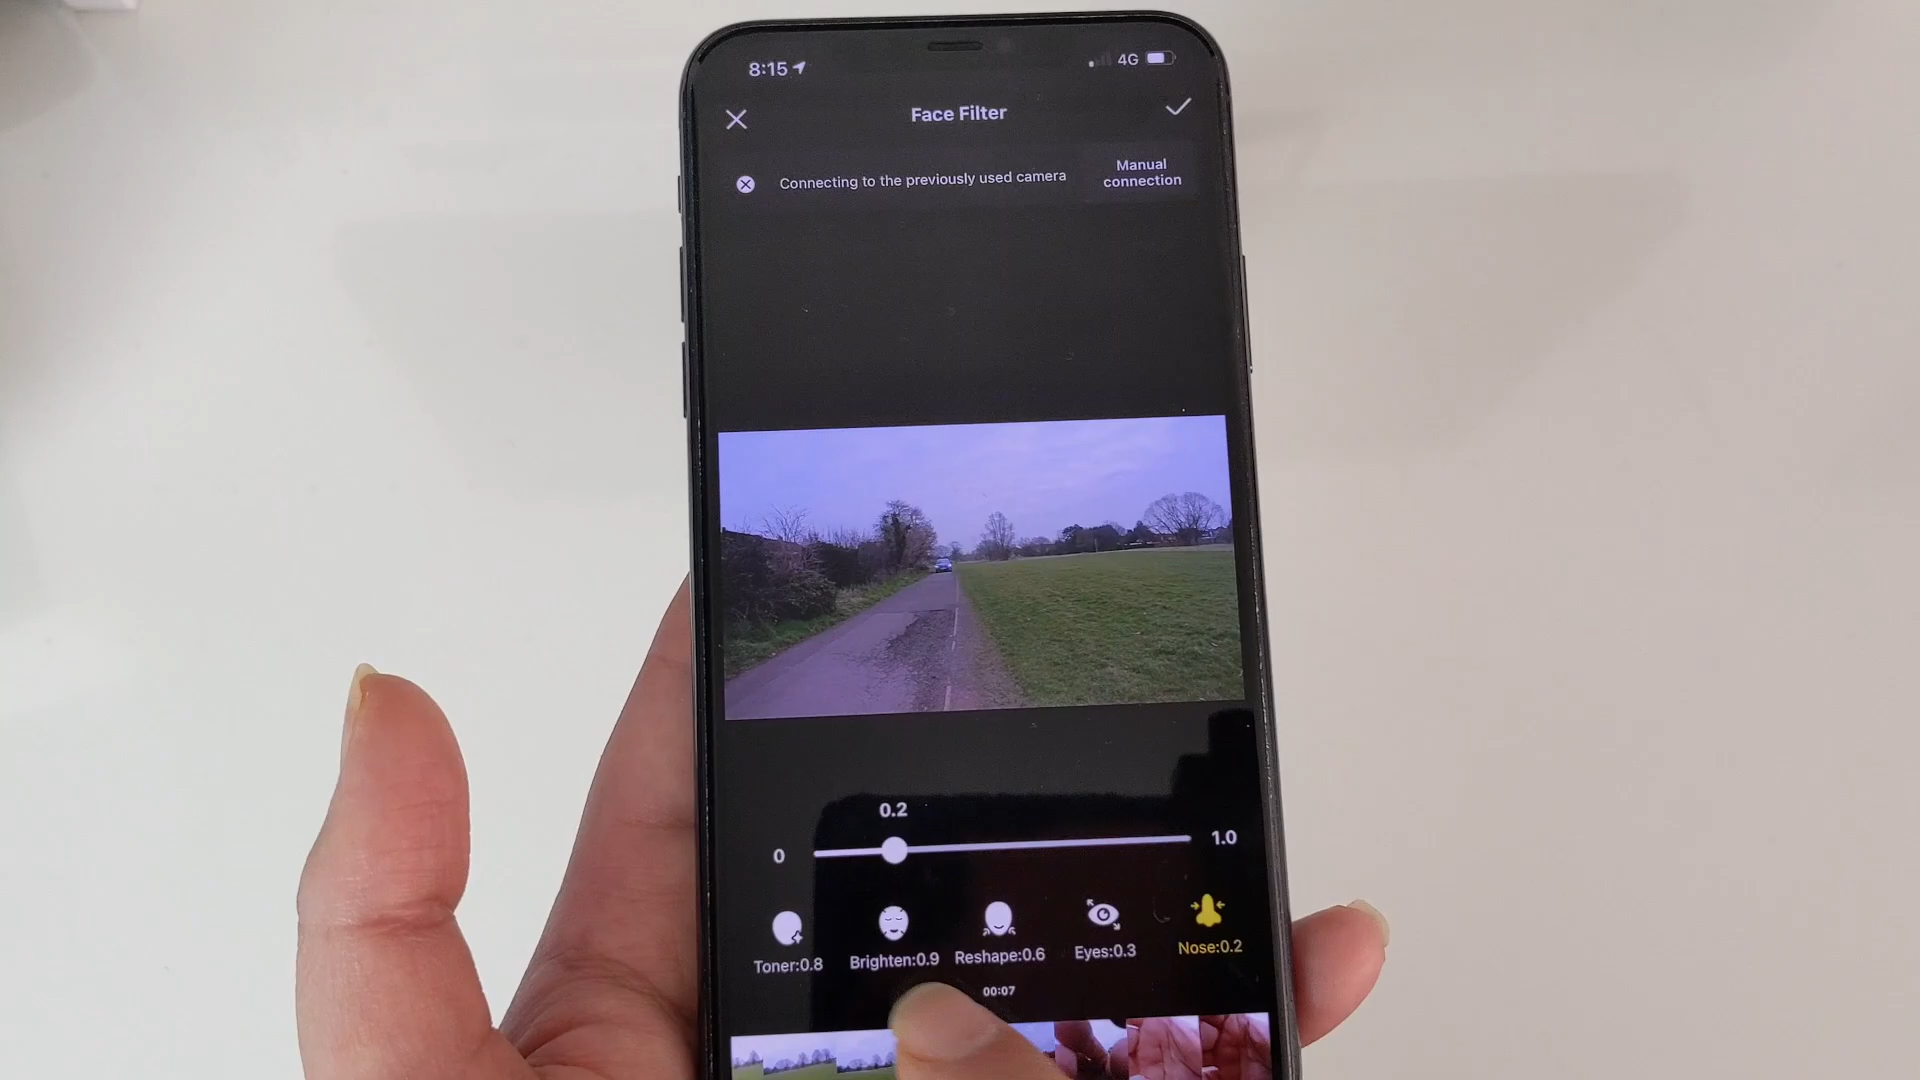 8:15
4G
Face Filter
Connecting to the previously used camera
Manual
connection
0.2
0
1.0
Toner:0.8
Brighten:0.9
Reshape:0.6
Eyes:0.3
Nose:0.2
00:07